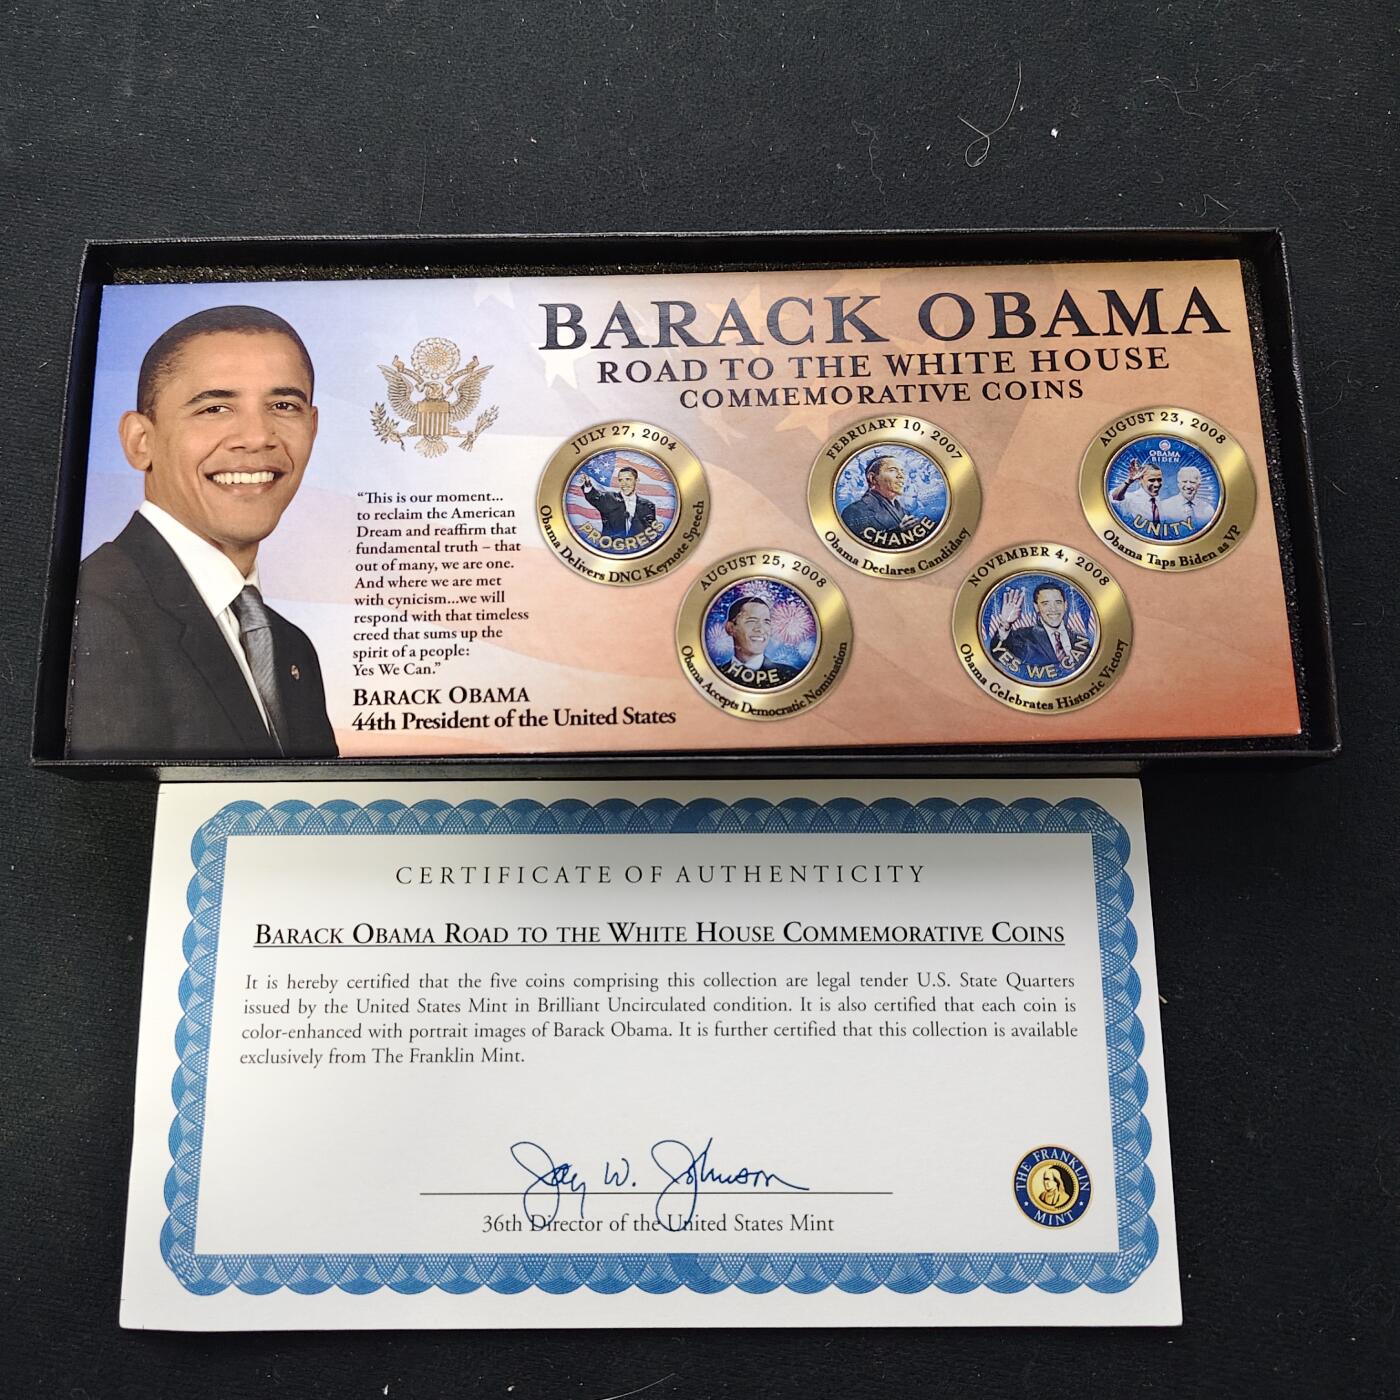 BARACK OBAMA
ROAD TO THE WHITE HOUSE
COMMEMORATIVE COINS
"This is our moment...
to reclaim the American
Dream and reaffirm that
fundamental truth – that
out of many, we are one.
And where we are met
with cynicism...we will
respond with that timeless
creed that sums up the
spirit of a people:
Yes We Can."
BARACK OBAMA
44th President of the United States
JULY 27, 2004
PROGRESS
Obama Delivers DNC Keynote Speech
FEBRUARY 10, 2007
CHANGE
Obama Declares Candidacy
AUGUST 23, 2008
OBAMA
BIDEN
UNITY
Obama Taps Biden as VP
AUGUST 25, 2008
HOPE
Obama Accepts Democratic Nomination
NOVEMBER 4, 2008
YES WE CAN
Obama Celebrates Historic Victory
CERTIFICATE OF AUTHENTICITY
BARACK OBAMA ROAD TO THE WHITE HOUSE COMMEMORATIVE COINS
It is hereby certified that the five coins comprising this collection are legal tender U.S. State Quarters
issued by the United States Mint in Brilliant Uncirculated condition. It is also certified that each coin is
color-enhanced with portrait images of Barack Obama. It is further certified that this collection is available
exclusively from The Franklin Mint.
Jay W. Johnson
36th Director of the United States Mint
THE FRANKLIN
MINT